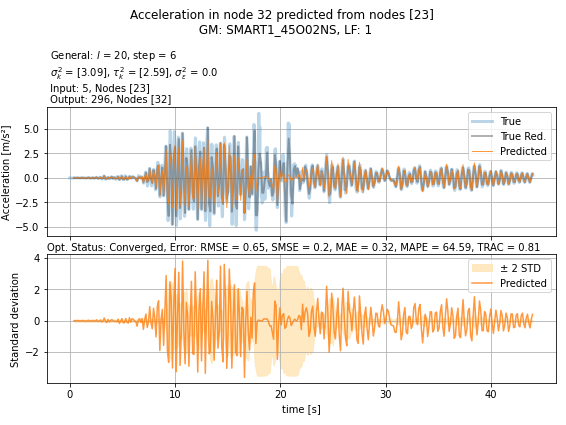 Acceleration in node 32 predicted from nodes [23]
GM: SMART1_45O02NS, LF: 1
General: l = 20, step = 6
σ²ₖ = [3.09], τ²ₖ = [2.59], σ²ε = 0.0
Input: 5, Nodes [23]
Output: 296, Nodes [32]
True
True Red.
Predicted
Acceleration [m/s²]
5.0
2.5
0.0
−2.5
−5.0
Opt. Status: Converged, Error: RMSE = 0.65, SMSE = 0.2, MAE = 0.32, MAPE = 64.59, TRAC = 0.81
± 2 STD
Predicted
Standard deviation
4
2
0
−2
0 10 20 30 40
time [s]